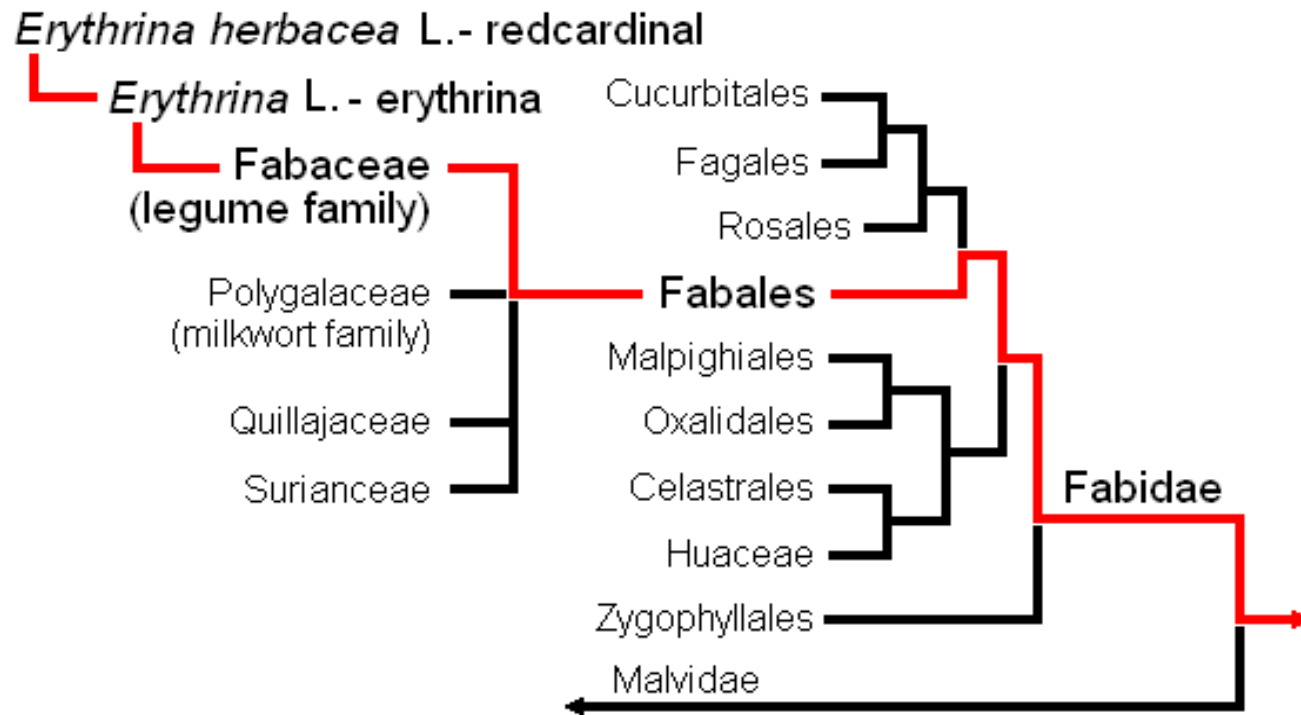 Erythrina herbacea L.- redcardinal
Erythrina L. - erythrina
Fabaceae
(legume family)
Polygalaceae
(milkwort family)
Quillajaceae
Surianceae
Cucurbitales
Fagales
Rosales
Fabales
Malpighiales
Oxalidales
Celastrales
Huaceae
Zygophyllales
Malvidae
Fabidae